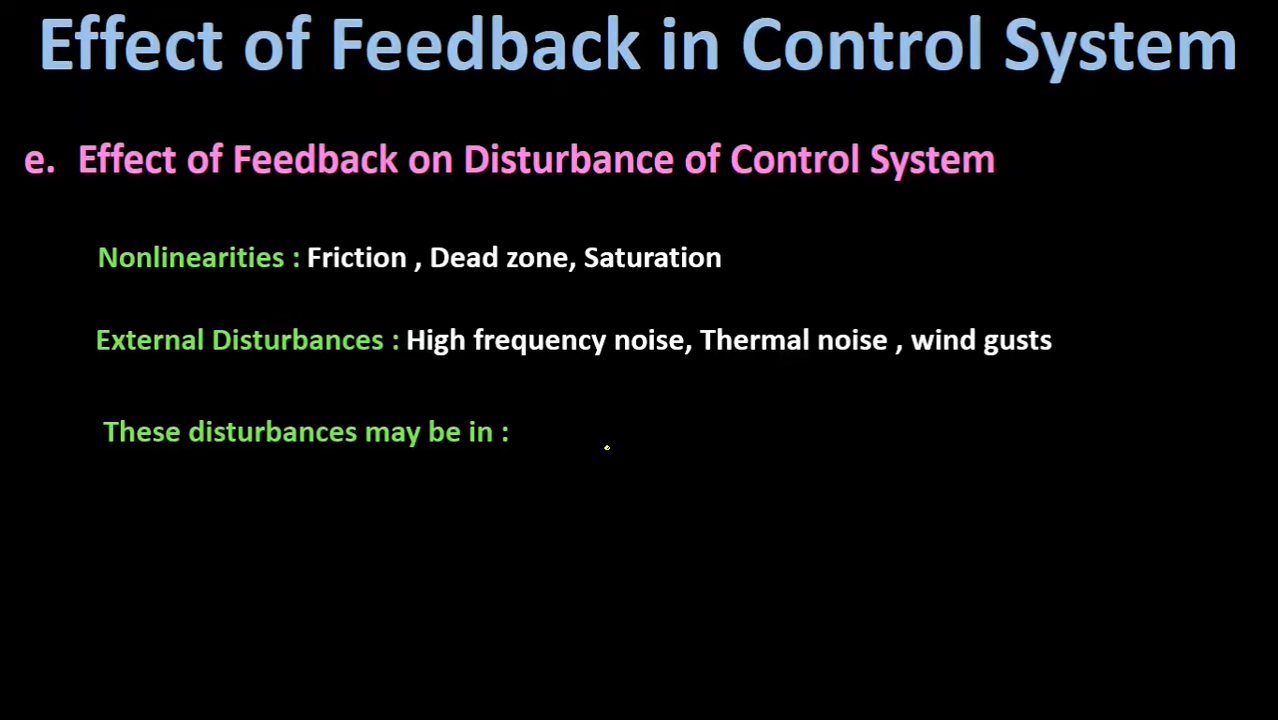 Effect of Feedback in Control System
e. Effect of Feedback on Disturbance of Control System
Nonlinearities : Friction , Dead zone, Saturation
External Disturbances : High frequency noise, Thermal noise , wind gusts
These disturbances may be in :